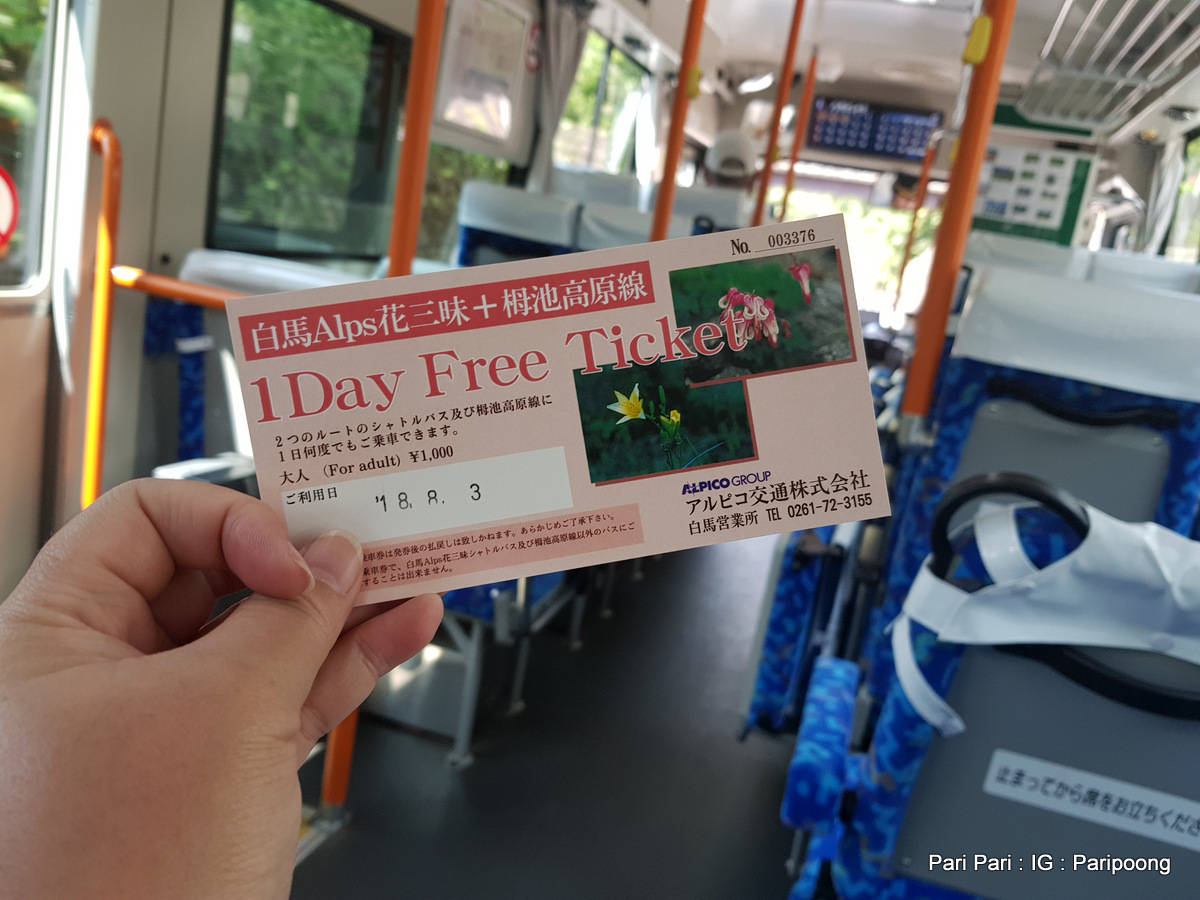 No. 003376
白馬Alps花三昧＋栂池高原線
1Day Free Ticket
2つのルートのシャトルバス及び栂池高原線に
1日何度でもご乗車できます。
大人 (For adult) ¥1,000
ご利用日 '18. 8. 3
乗車券は発券後の払戻しは致しかねます。あらかじめご了承下さい。
乗車券で、白馬Alps花三昧シャトルバス及び栂池高原線以外のバスにご
することは出来ません。
ALPICO GROUP
アルピコ交通株式会社
白馬営業所 TEL 0261-72-3155
止まってから席をお立ちくださ
Pari Pari : IG : Paripoong